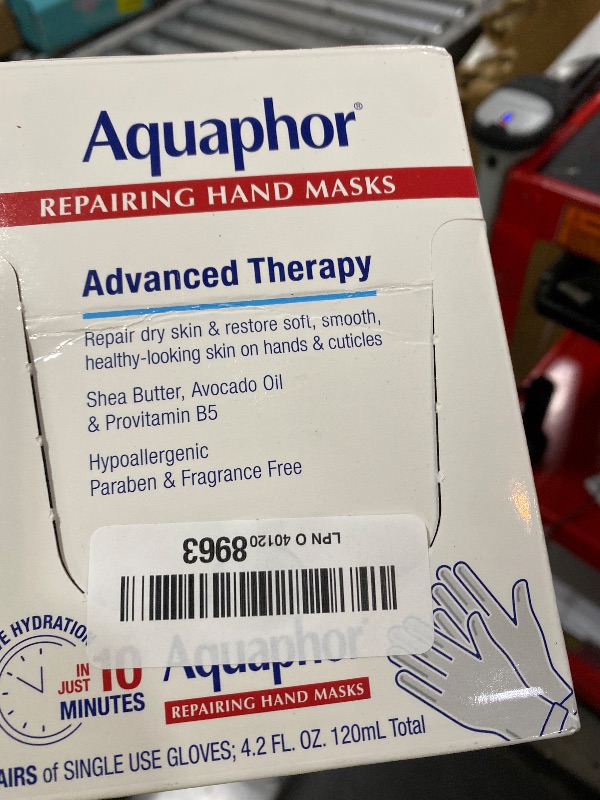 Aquaphor®
REPAIRING HAND MASKS
Advanced Therapy
Repair dry skin & restore soft, smooth,
healthy-looking skin on hands & cuticles
Shea Butter, Avocado Oil
& Provitamin B5
Hypoallergenic
Paraben & Fragrance Free
LPN O 40120 8963
HYDRATION
IN
JUST 10
MINUTES
Aquaphor
REPAIRING HAND MASKS
of SINGLE USE GLOVES; 4.2 FL. OZ. 120mL Total